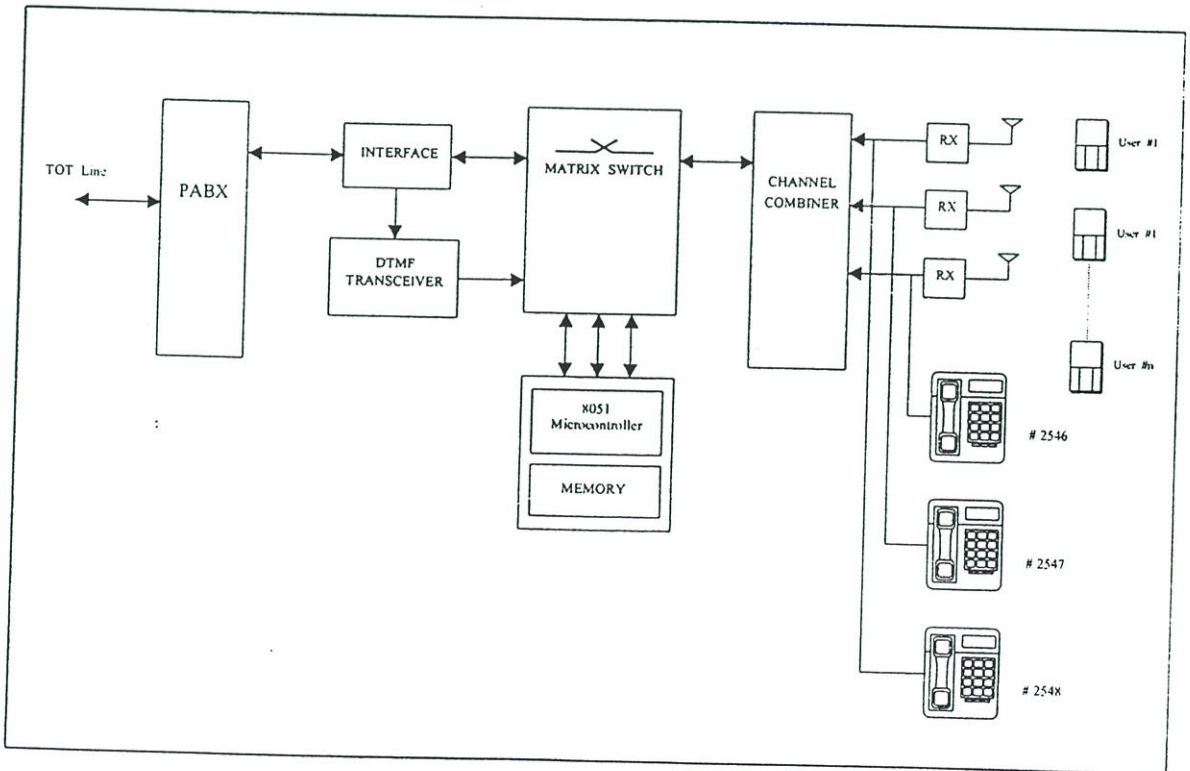 TOT Line
PABX
INTERFACE
DTMF
TRANSCEIVER
MATRIX SWITCH
8051
Microcontroller
MEMORY
CHANNEL
COMBINER
RX
RX
RX
User #1
User #1
User #n
# 2546
# 2547
# 2548